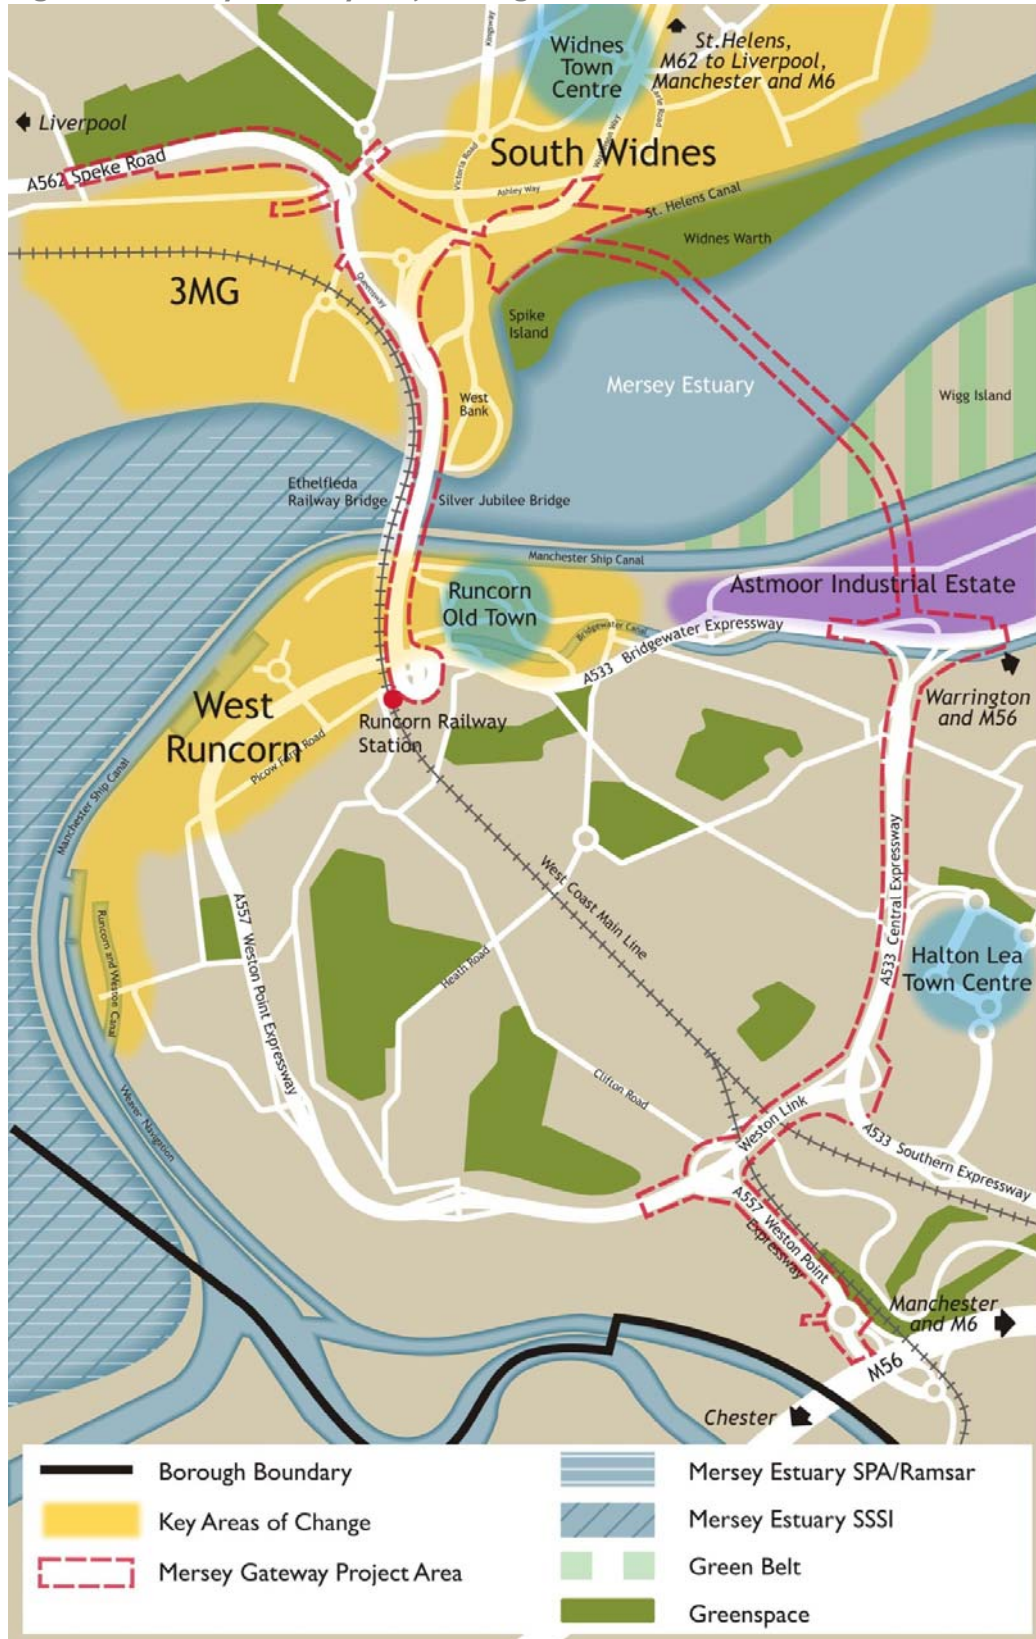 Widnes
Town
Centre
St.Helens,
M62 to Liverpool,
Manchester and M6
Kingsway
Liverpool
A562 Speke Road
South Widnes
Victoria Road
Ashley Way
St. Helens Canal
Widnes Warth
3MG
Queensway
Spike
Island
Mersey Estuary
West
Bank
Wigg Island
Ethelfleda
Railway Bridge
Silver Jubilee Bridge
Manchester Ship Canal
Runcorn
Old Town
Astmoor Industrial Estate
Bridgewater Canal
A533 Bridgewater Expressway
Warrington
and M56
West
Runcorn
Runcorn Railway
Station
Picow Farm Road
Manchester Ship Canal
West Coast Main Line
A533 Central Expressway
A557 Weston Point Expressway
Runcorn and Weston Canal
Heath Road
Halton Lea
Town Centre
Clifton Road
Weston Link
Weaver Navigation
A533 Southern Expressway
A557 Weston Point
Expressway
Manchester
and M6
M56
Chester
Borough Boundary
Key Areas of Change
Mersey Gateway Project Area
Mersey Estuary SPA/Ramsar
Mersey Estuary SSSI
Green Belt
Greenspace